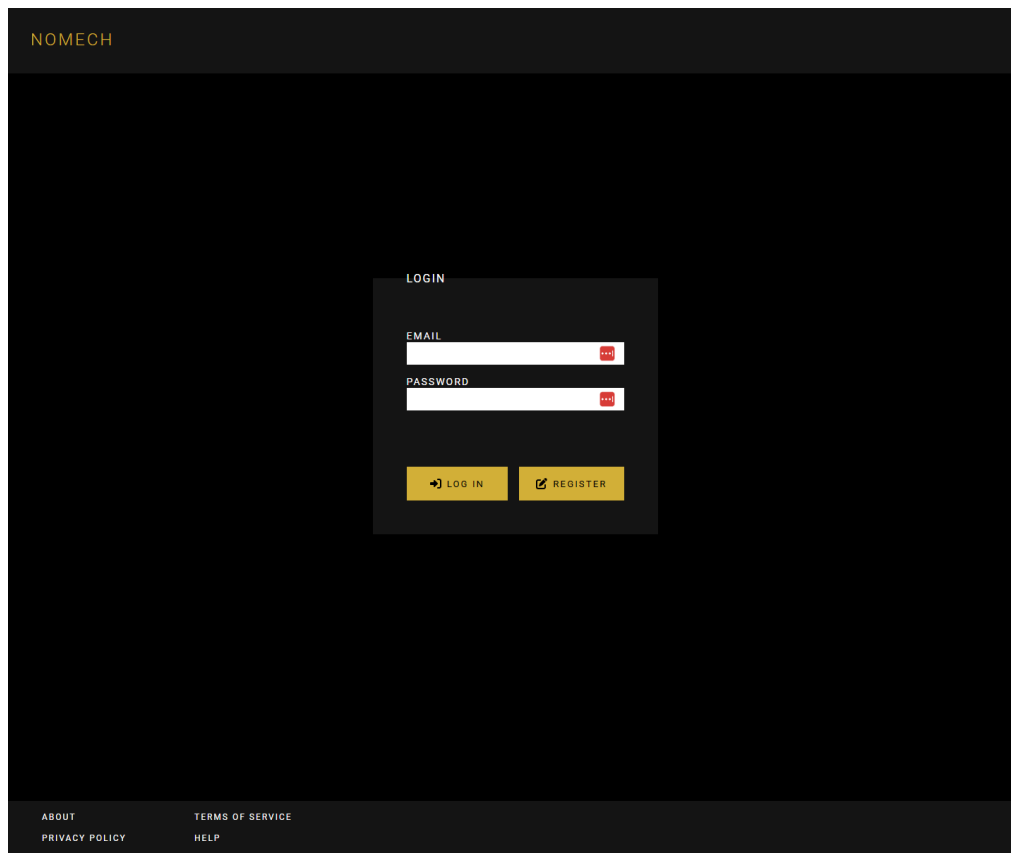 NOMECH
LOGIN
EMAIL
PASSWORD
LOG IN
REGISTER
ABOUT
TERMS OF SERVICE
PRIVACY POLICY
HELP